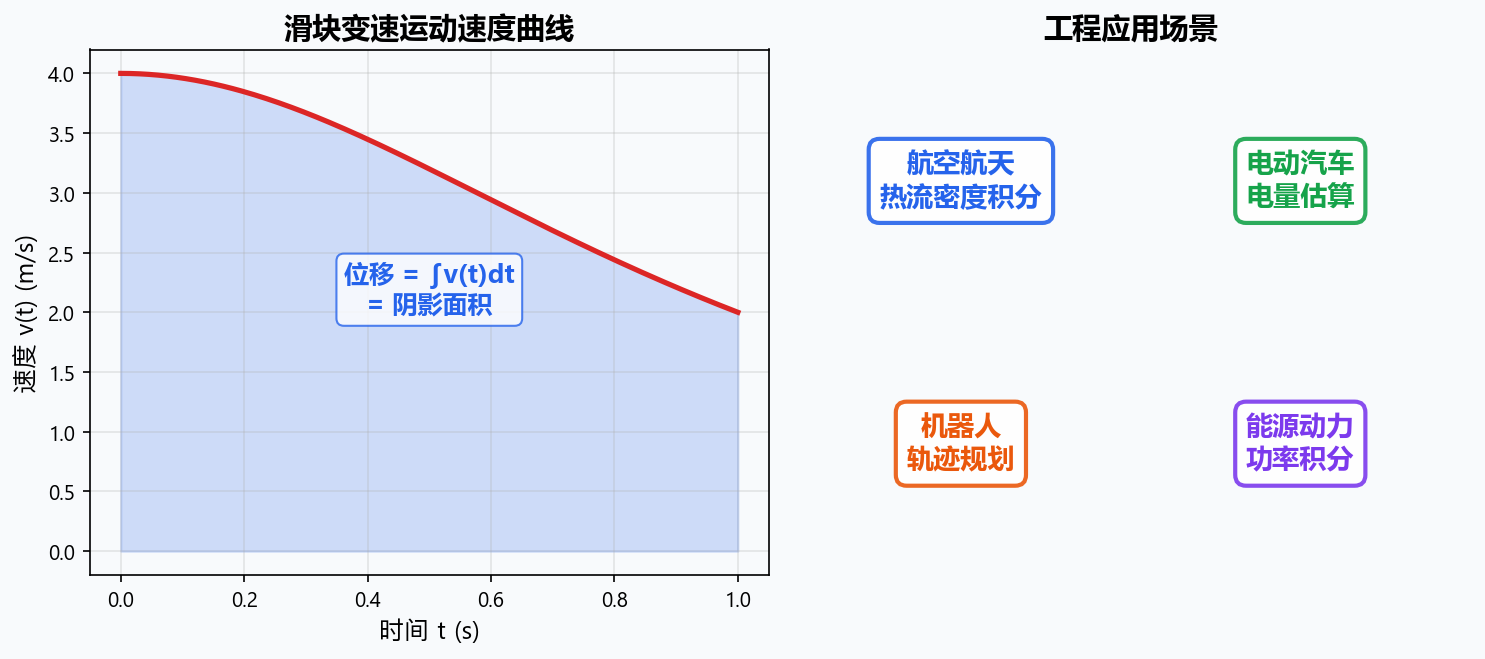 滑块变速运动速度曲线
速度 v(t) (m/s)
4.0
3.5
3.0
2.5
2.0
1.5
1.0
0.5
0.0
位移 = ∫v(t)dt
= 阴影面积
0.0 0.2 0.4 0.6 0.8 1.0
时间 t (s)
工程应用场景
航空航天
热流密度积分
电动汽车
电量估算
机器人
轨迹规划
能源动力
功率积分